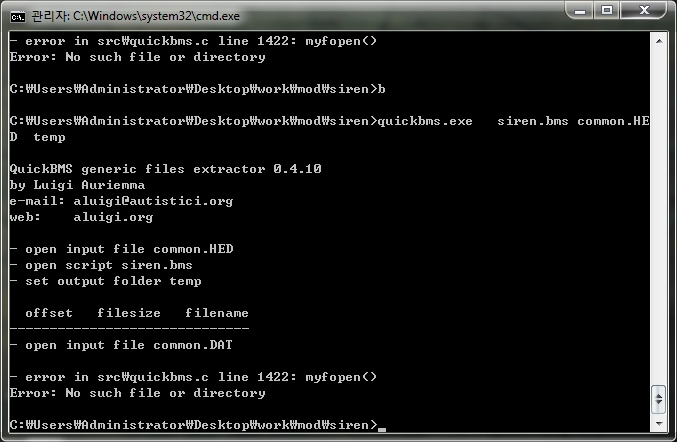 관리자: C:\Windows\system32\cmd.exe
- error in src₩quickbms.c line 1422: myfopen()
Error: No such file or directory
C:₩Users₩Administrator₩Desktop₩work₩mod₩siren>b
C:₩Users₩Administrator₩Desktop₩work₩mod₩siren>quickbms.exe   siren.bms common.HE
D  temp
QuickBMS generic files extractor 0.4.10
by Luigi Auriemma
e-mail: aluigi@autistici.org
web:    aluigi.org
- open input file common.HED
- open script siren.bms
- set output folder temp
  offset   filesize   filename
------------------------------
- open input file common.DAT
- error in src₩quickbms.c line 1422: myfopen()
Error: No such file or directory
C:₩Users₩Administrator₩Desktop₩work₩mod₩siren>_